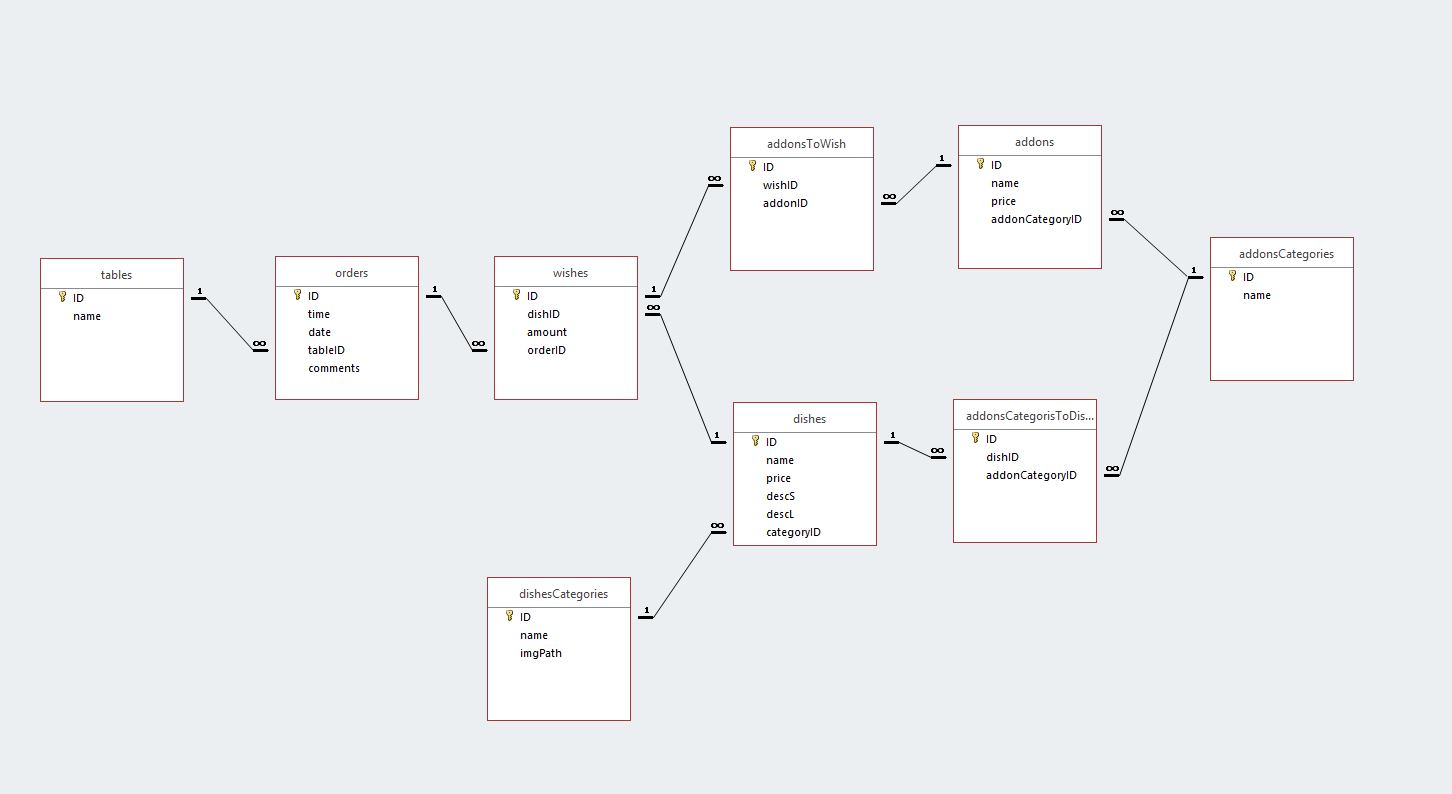 tables
ID
name
1
∞
orders
ID
time
date
tableID
comments
1
∞
wishes
ID
dishID
amount
orderID
1
∞
∞
1
addonsToWish
ID
wishID
addonID
∞
1
addons
ID
name
price
addonCategoryID
∞
1
addonsCategories
ID
name
dishes
ID
name
price
descS
descL
categoryID
1
∞
addonsCategorisToDis...
ID
dishID
addonCategoryID
∞
dishesCategories
ID
name
imgPath
1
∞